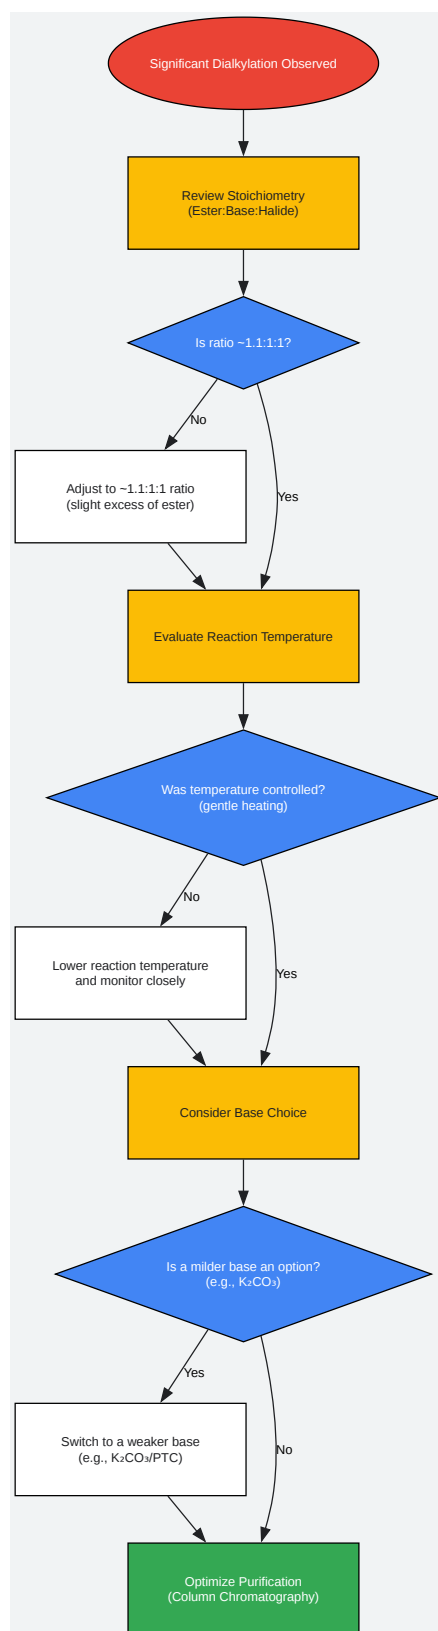 Significant Dialkylation Observed
Review Stoichiometry
(Ester:Base:Halide)
Is ratio ~1.1:1:1?
No
Yes
Adjust to ~1.1:1:1 ratio
(slight excess of ester)
Evaluate Reaction Temperature
Was temperature controlled?
(gentle heating)
No
Yes
Lower reaction temperature
and monitor closely
Consider Base Choice
Is a milder base an option?
(e.g., K₂CO₃)
Yes
No
Switch to a weaker base
(e.g., K₂CO₃/PTC)
Optimize Purification
(Column Chromatography)